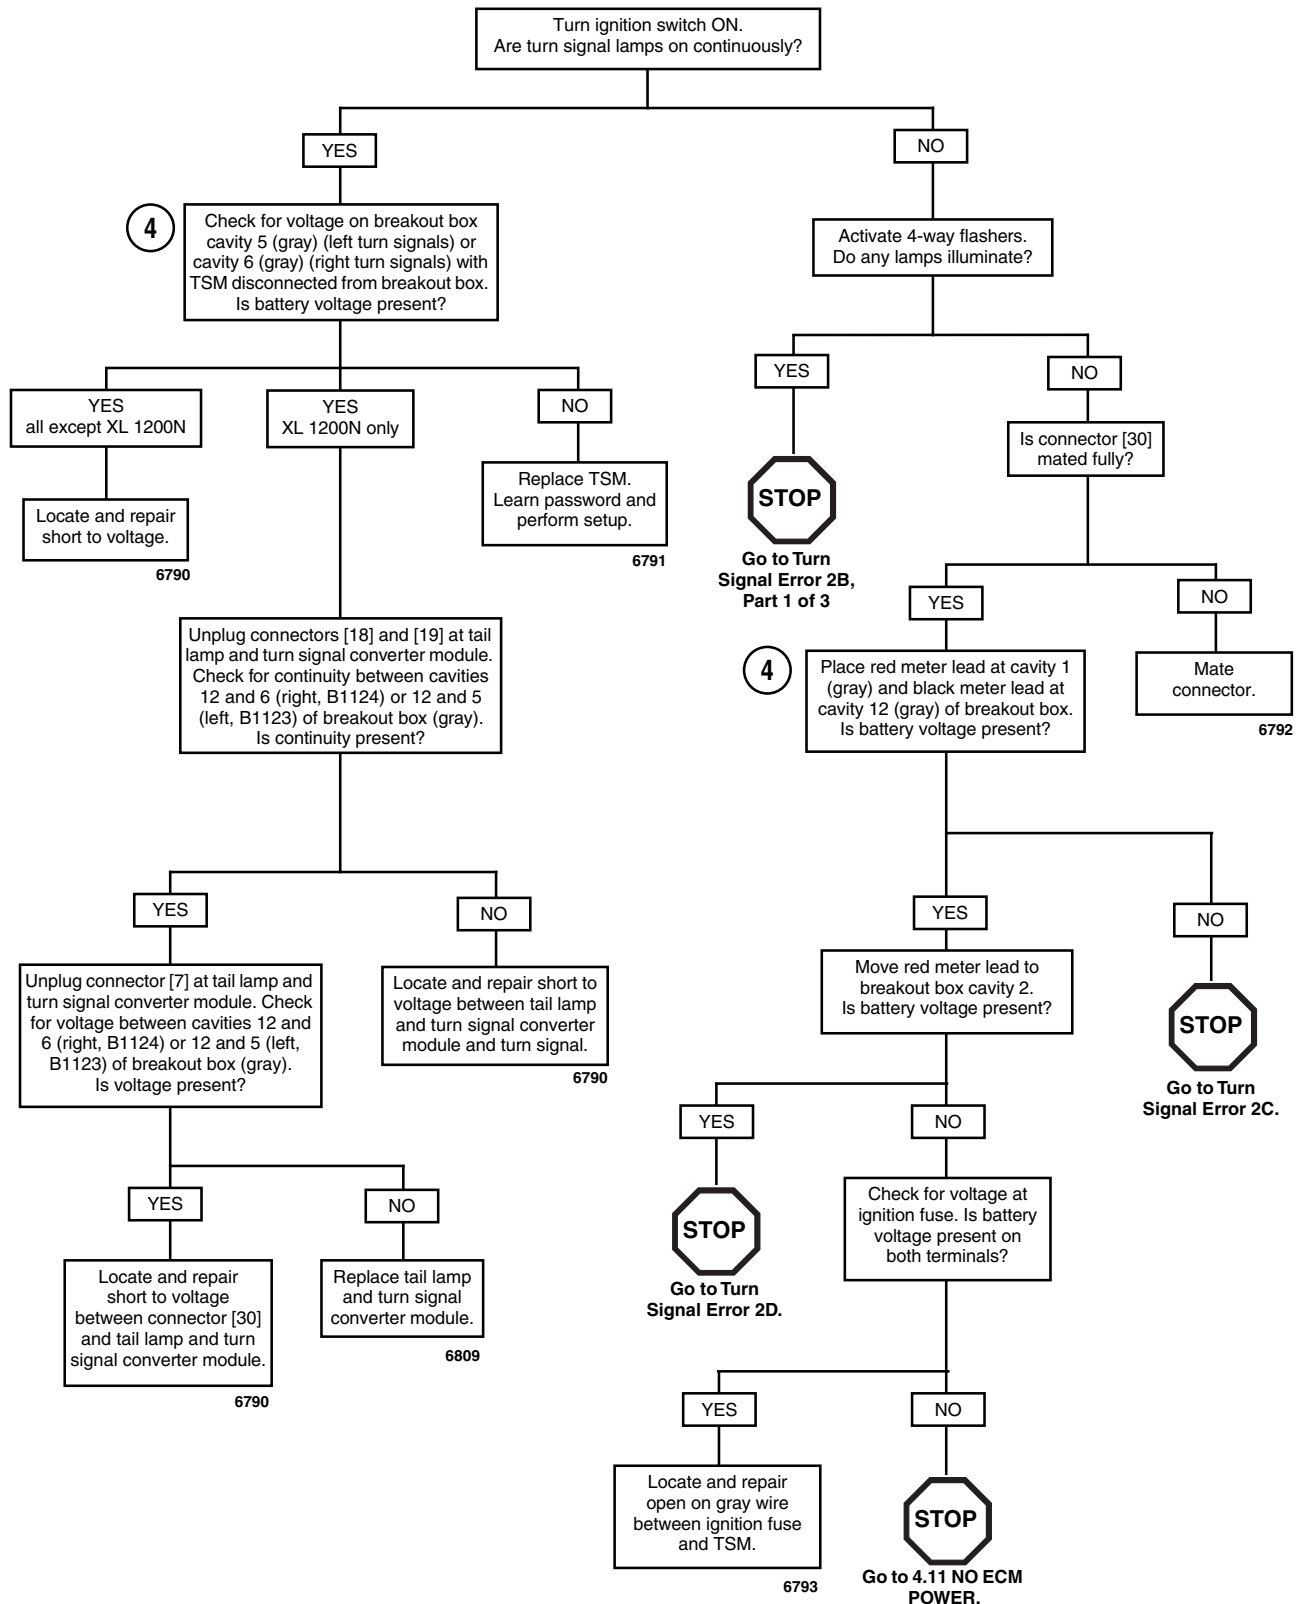 Turn ignition switch ON.
Are turn signal lamps on continuously?
YES
NO
4
Check for voltage on breakout box
cavity 5 (gray) (left turn signals) or
cavity 6 (gray) (right turn signals) with
TSM disconnected from breakout box.
Is battery voltage present?
Activate 4-way flashers.
Do any lamps illuminate?
YES
all except XL 1200N
YES
XL 1200N only
NO
YES
NO
Locate and repair
short to voltage.
6790
Replace TSM.
Learn password and
perform setup.
6791
STOP
Go to Turn
Signal Error 2B,
Part 1 of 3
Is connector [30]
mated fully?
YES
NO
Unplug connectors [18] and [19] at tail
lamp and turn signal converter module.
Check for continuity between cavities
12 and 6 (right, B1124) or 12 and 5
(left, B1123) of breakout box (gray).
Is continuity present?
4
Place red meter lead at cavity 1
(gray) and black meter lead at
cavity 12 (gray) of breakout box.
Is battery voltage present?
Mate
connector.
6792
YES
NO
YES
NO
Unplug connector [7] at tail lamp and
turn signal converter module. Check
for voltage between cavities 12 and
6 (right, B1124) or 12 and 5 (left,
B1123) of breakout box (gray).
Is voltage present?
Locate and repair short to
voltage between tail lamp
and turn signal converter
module and turn signal.
6790
Move red meter lead to
breakout box cavity 2.
Is battery voltage present?
STOP
Go to Turn
Signal Error 2C.
YES
NO
YES
NO
Locate and repair
short to voltage
between connector [30]
and tail lamp and turn
signal converter module.
6790
Replace tail lamp
and turn signal
converter module.
6809
STOP
Go to Turn
Signal Error 2D.
Check for voltage at
ignition fuse. Is battery
voltage present on
both terminals?
YES
NO
Locate and repair
open on gray wire
between ignition fuse
and TSM.
6793
STOP
Go to 4.11 NO ECM
POWER.